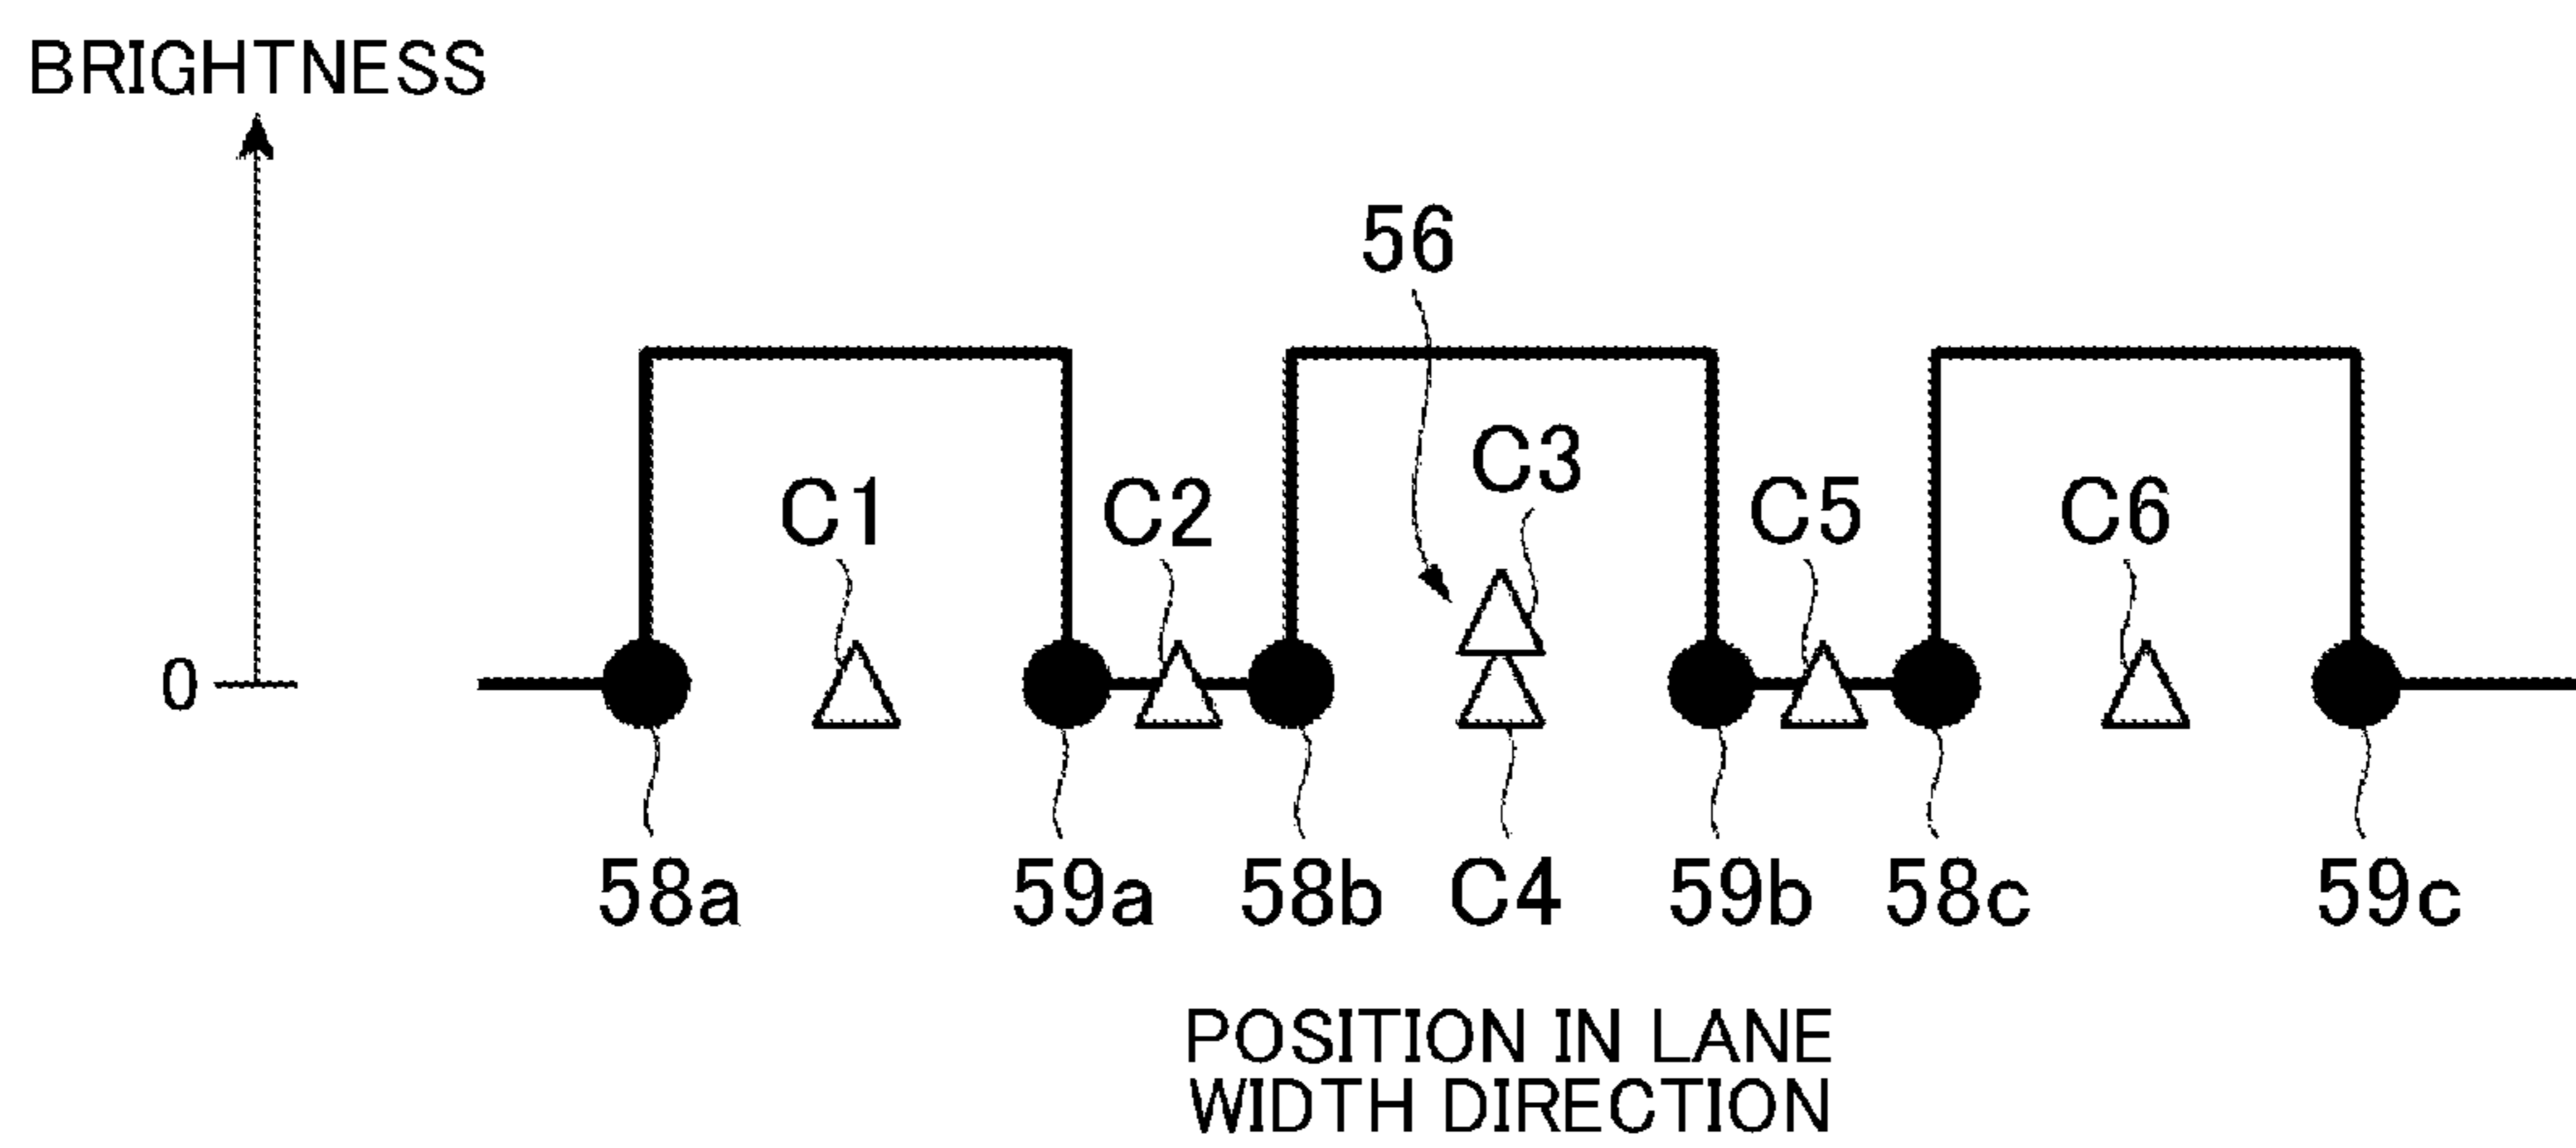 BRIGHTNESS
56
C3
C1
C2
C5
C6
0
58a
59a
58b
C4
59b
58c
59c
POSITION IN LANE
WIDTH DIRECTION